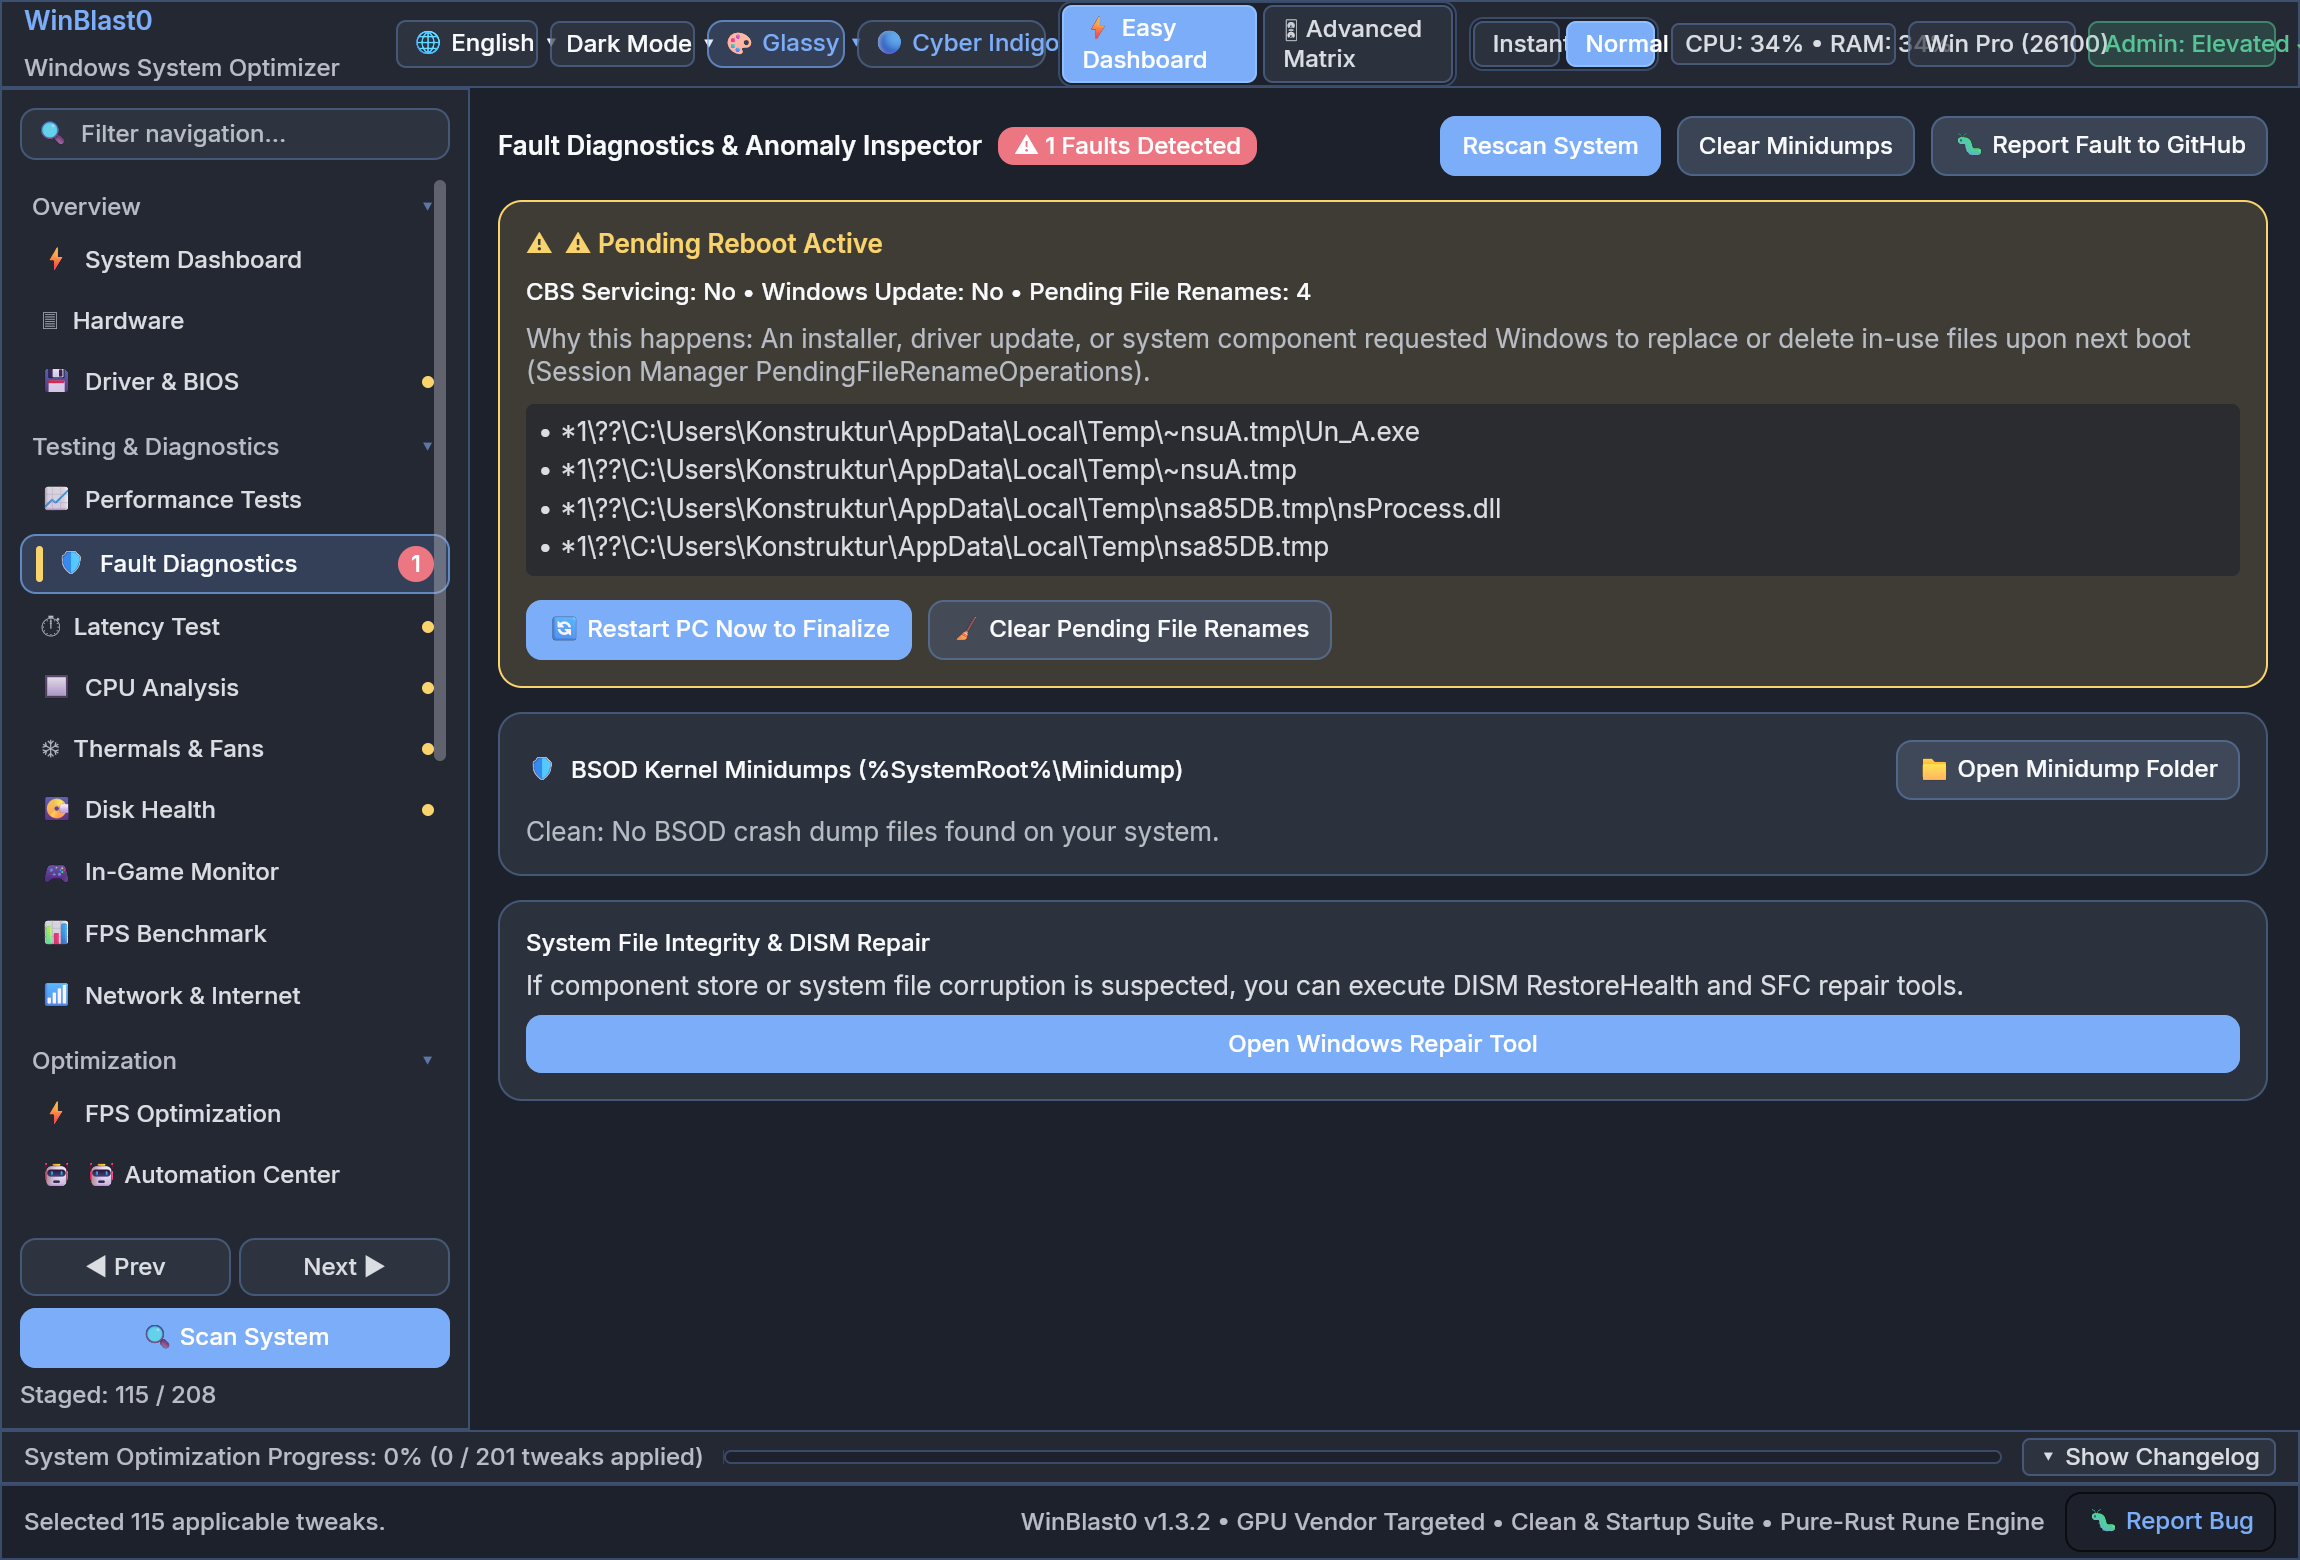 WinBlast0
Windows System Optimizer
English
Dark Mode
Glassy
Cyber Indigo
Easy Dashboard
Advanced Matrix
Instant
Normal
CPU: 34% • RAM: 34%
Win Pro (26100)
Admin: Elevated
Filter navigation...
Overview
System Dashboard
Hardware
Driver & BIOS
Testing & Diagnostics
Performance Tests
Fault Diagnostics 1
Latency Test
CPU Analysis
Thermals & Fans
Disk Health
In-Game Monitor
FPS Benchmark
Network & Internet
Optimization
FPS Optimization
Automation Center
◀ Prev
Next ▶
Scan System
Staged: 115 / 208
Fault Diagnostics & Anomaly Inspector
⚠ 1 Faults Detected
Rescan System
Clear Minidumps
Report Fault to GitHub
⚠ ⚠ Pending Reboot Active
CBS Servicing: No • Windows Update: No • Pending File Renames: 4
Why this happens: An installer, driver update, or system component requested Windows to replace or delete in-use files upon next boot
(Session Manager PendingFileRenameOperations).
• *1\??\C:\Users\Konstruktur\AppData\Local\Temp\~nsuA.tmp\Un_A.exe
• *1\??\C:\Users\Konstruktur\AppData\Local\Temp\~nsuA.tmp
• *1\??\C:\Users\Konstruktur\AppData\Local\Temp\nsa85DB.tmp\nsProcess.dll
• *1\??\C:\Users\Konstruktur\AppData\Local\Temp\nsa85DB.tmp
Restart PC Now to Finalize
Clear Pending File Renames
BSOD Kernel Minidumps (%SystemRoot%\Minidump)
Open Minidump Folder
Clean: No BSOD crash dump files found on your system.
System File Integrity & DISM Repair
If component store or system file corruption is suspected, you can execute DISM RestoreHealth and SFC repair tools.
Open Windows Repair Tool
System Optimization Progress: 0% (0 / 201 tweaks applied)
▼ Show Changelog
Selected 115 applicable tweaks.
WinBlast0 v1.3.2 • GPU Vendor Targeted • Clean & Startup Suite • Pure-Rust Rune Engine
Report Bug